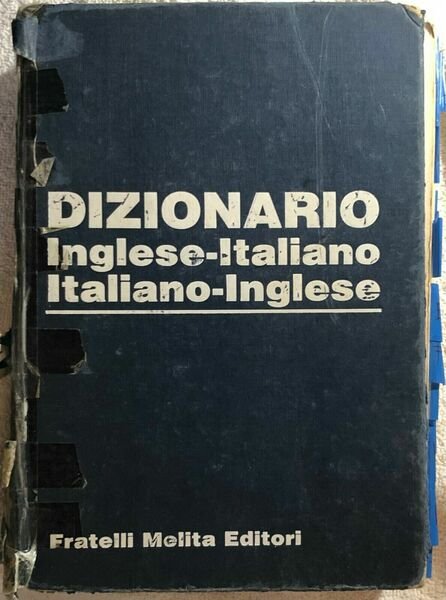 DIZIONARIO
Inglese-Italiano
Italiano-Inglese
Fratelli Melita Editori